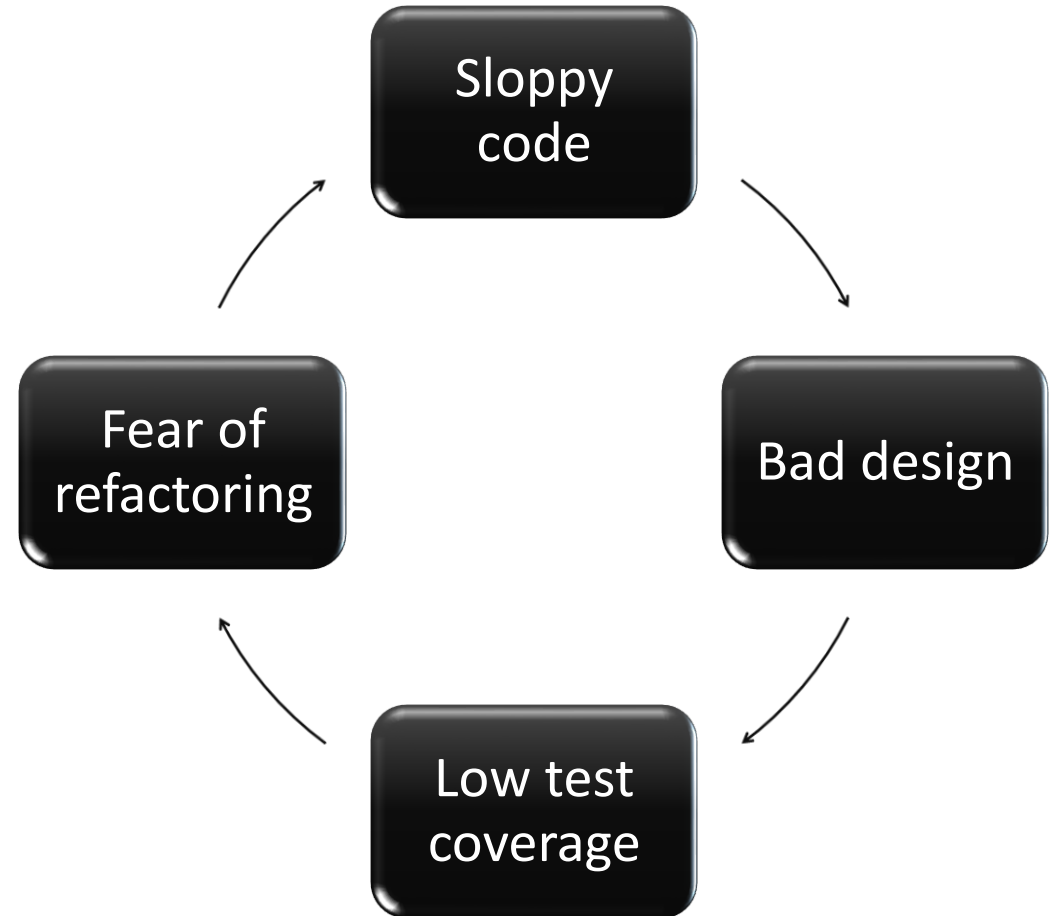 Sloppy
code
Bad design
Low test
coverage
Fear of
refactoring